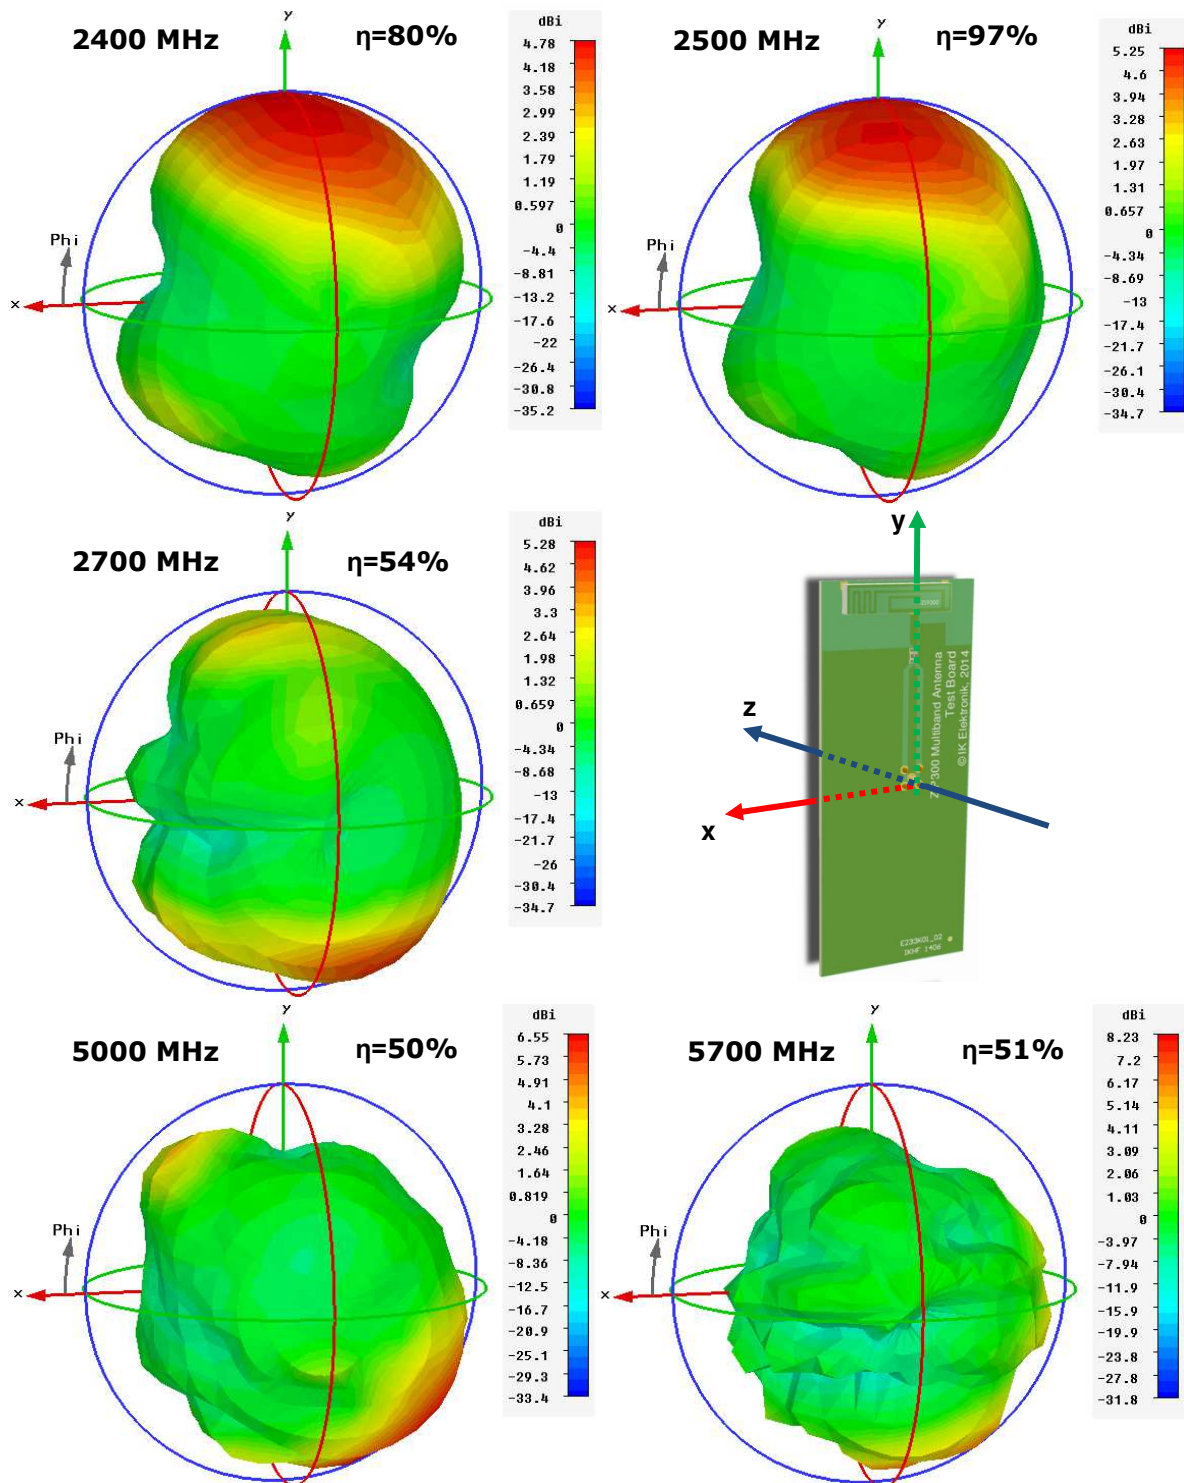 2400 MHz
η=80%
y
Phi
x
dBi
4.78
4.18
3.58
2.99
2.39
1.79
1.19
0.597
0
-4.4
-8.81
-13.2
-17.6
-22
-26.4
-30.8
-35.2
2500 MHz
η=97%
y
Phi
x
dBi
5.25
4.6
3.94
3.28
2.63
1.97
1.31
0.657
0
-4.34
-8.69
-13
-17.4
-21.7
-26.1
-30.4
-34.7
2700 MHz
η=54%
y
Phi
x
dBi
5.28
4.62
3.96
3.3
2.64
1.98
1.32
0.659
0
-4.34
-8.68
-13
-17.4
-21.7
-26
-30.4
-34.7
y
z
x
Multiband Antenna
Test Board
© IK Elektronik, 2014
E233K01_02
IKHF 1406
5000 MHz
η=50%
y
Phi
x
dBi
6.55
5.73
4.91
4.1
3.28
2.46
1.64
0.819
0
-4.18
-8.36
-12.5
-16.7
-20.9
-25.1
-29.3
-33.4
5700 MHz
η=51%
y
Phi
x
dBi
8.23
7.2
6.17
5.14
4.11
3.09
2.06
1.03
0
-3.97
-7.94
-11.9
-15.9
-19.9
-23.8
-27.8
-31.8